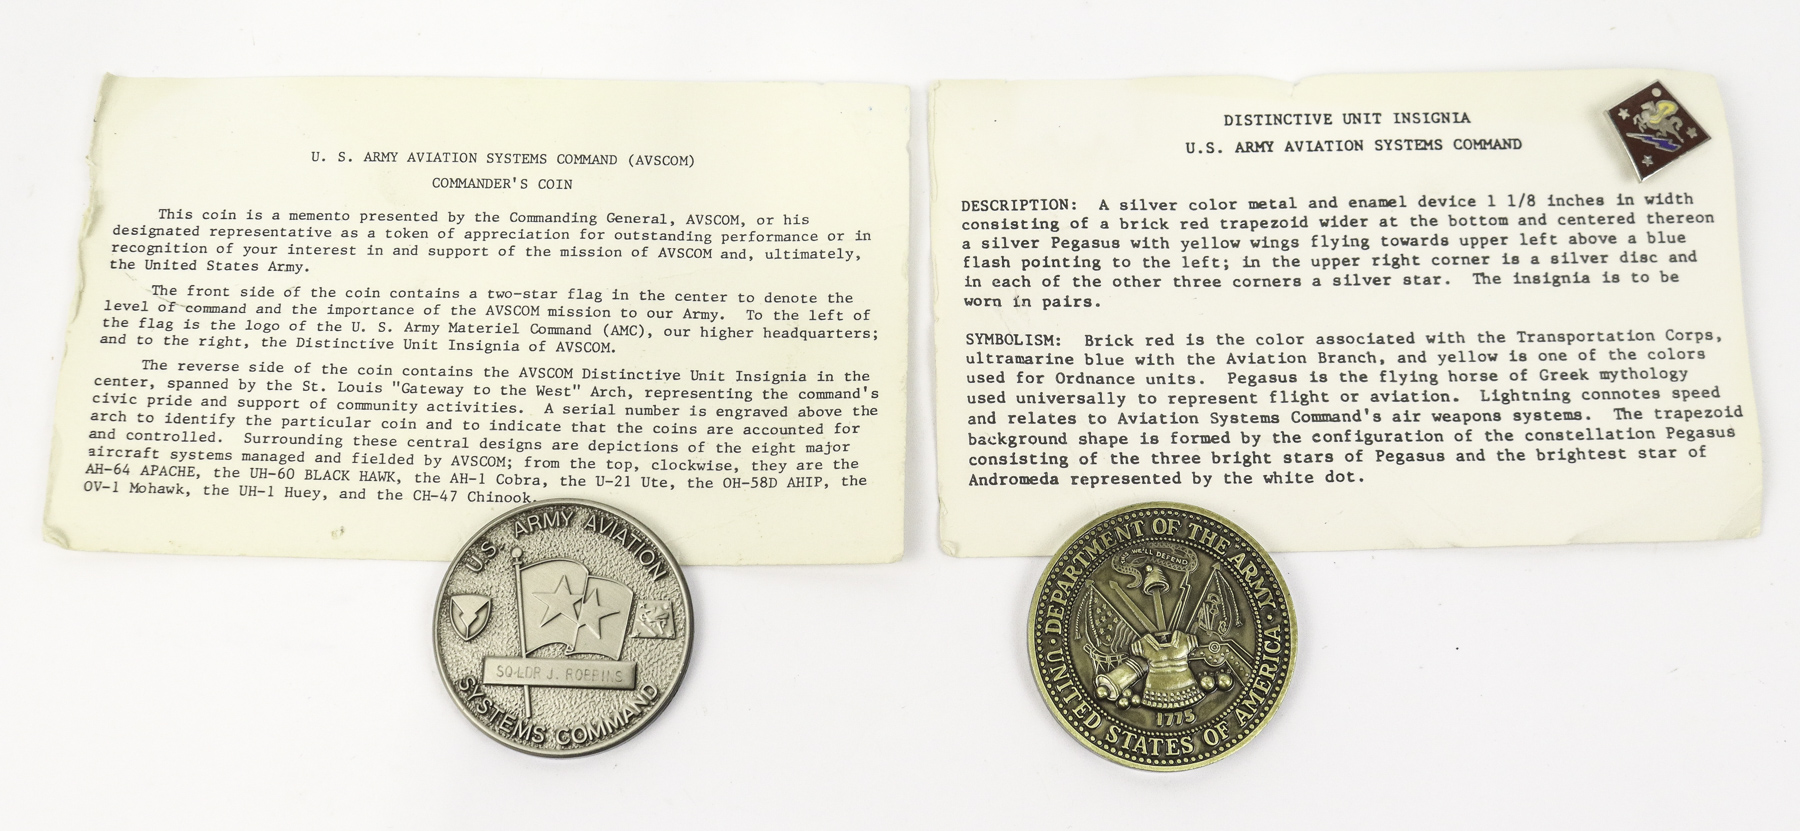 U. S. ARMY AVIATION SYSTEMS COMMAND (AVSCOM)
COMMANDER'S COIN
This coin is a memento presented by the Commanding General, AVSCOM, or his
designated representative as a token of appreciation for outstanding performance or in
recognition of your interest in and support of the mission of AVSCOM and, ultimately,
the United States Army.
The front side of the coin contains a two-star flag in the center to denote the
level of command and the importance of the AVSCOM mission to our Army. To the left of
the flag is the logo of the U. S. Army Materiel Command (AMC), our higher headquarters;
and to the right, the Distinctive Unit Insignia of AVSCOM.
The reverse side of the coin contains the AVSCOM Distinctive Unit Insignia in the
center, spanned by the St. Louis "Gateway to the West" Arch, representing the command's
civic pride and support of community activities. A serial number is engraved above the
arch to identify the particular coin and to indicate that the coins are accounted for
and controlled. Surrounding these central designs are depictions of the eight major
aircraft systems managed and fielded by AVSCOM; from the top, clockwise, they are the
AH-64 APACHE, the UH-60 BLACK HAWK, the AH-1 Cobra, the U-21 Ute, the OH-58D AHIP, the
OV-1 Mohawk, the UH-1 Huey, and the CH-47 Chinook.
U.S. ARMY AVIATION
SQ-LDR J. ROBBINS
SYSTEMS COMMAND
DISTINCTIVE UNIT INSIGNIA
U.S. ARMY AVIATION SYSTEMS COMMAND
DESCRIPTION: A silver color metal and enamel device 1 1/8 inches in width
consisting of a brick red trapezoid wider at the bottom and centered thereon
a silver Pegasus with yellow wings flying towards upper left above a blue
flash pointing to the left; in the upper right corner is a silver disc and
in each of the other three corners a silver star. The insignia is to be
worn in pairs.
SYMBOLISM: Brick red is the color associated with the Transportation Corps,
ultramarine blue with the Aviation Branch, and yellow is one of the colors
used for Ordnance units. Pegasus is the flying horse of Greek mythology
used universally to represent flight or aviation. Lightning connotes speed
and relates to Aviation Systems Command's air weapons systems. The trapezoid
background shape is formed by the configuration of the constellation Pegasus
consisting of the three bright stars of Pegasus and the brightest star of
Andromeda represented by the white dot.
DEPARTMENT OF THE ARMY
THIS WE'LL DEFEND
1775
UNITED STATES OF AMERICA